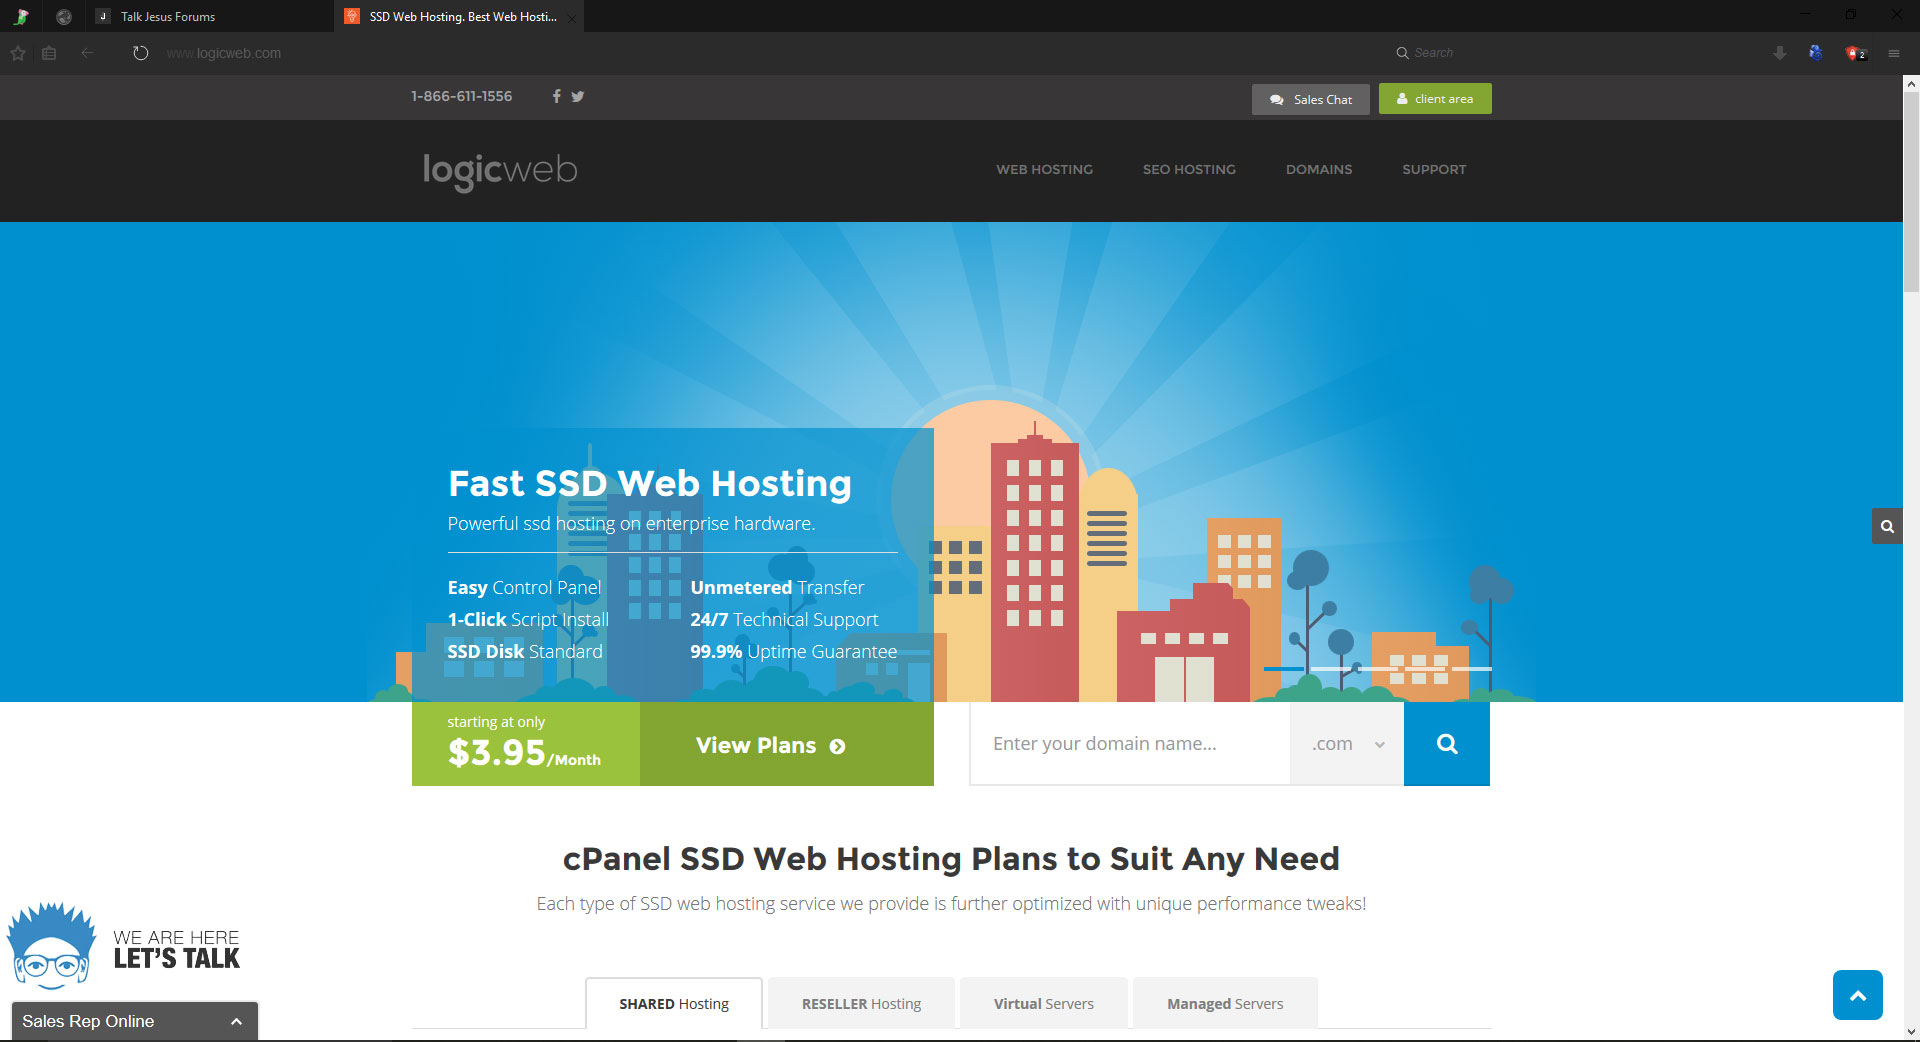 Talk Jesus Forums
SSD Web Hosting. Best Web Hosti...
www.logicweb.com
Search
2
1-866-611-1556
Sales Chat
client area
logicweb
WEB HOSTING
SEO HOSTING
DOMAINS
SUPPORT
Fast SSD Web Hosting
Powerful ssd hosting on enterprise hardware.
Easy Control Panel
Unmetered Transfer
1-Click Script Install
24/7 Technical Support
SSD Disk Standard
99.9% Uptime Guarantee
starting at only
$3.95/Month
View Plans
Enter your domain name...
.com
cPanel SSD Web Hosting Plans to Suit Any Need
Each type of SSD web hosting service we provide is further optimized with unique performance tweaks!
WE ARE HERE
LET'S TALK
SHARED Hosting
RESELLER Hosting
Virtual Servers
Managed Servers
Sales Rep Online